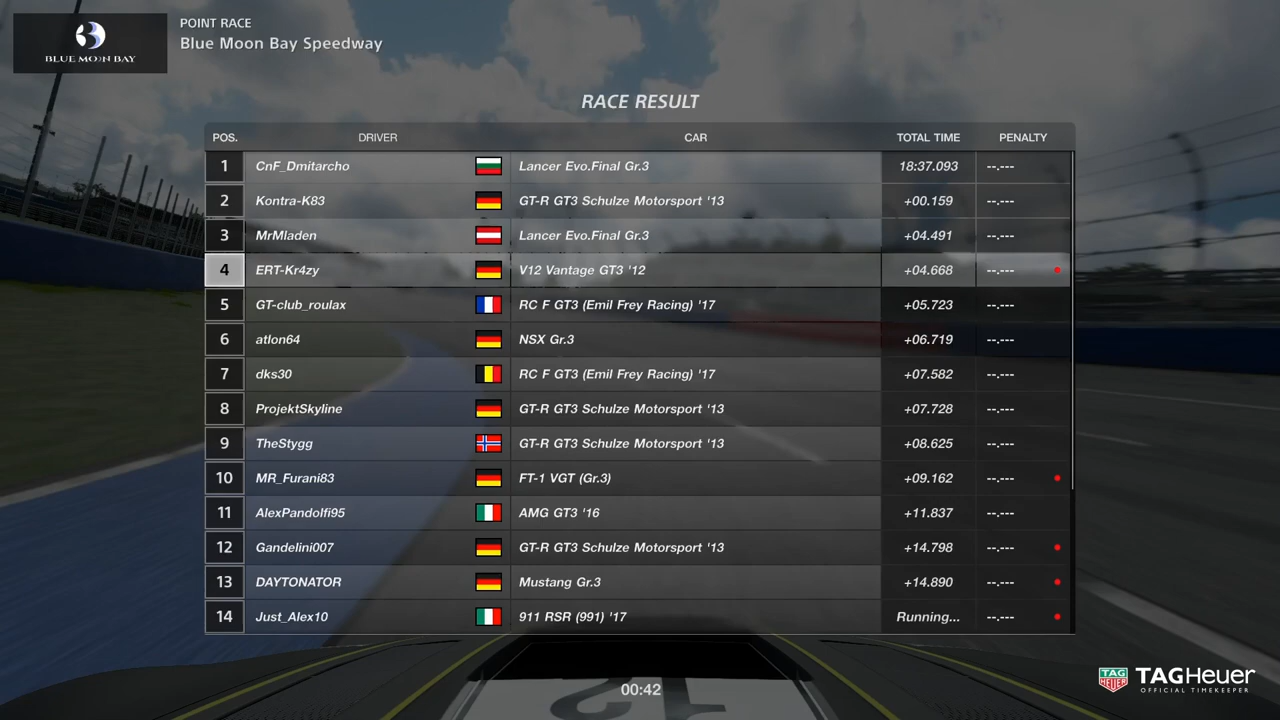 POINT RACE
BLUE MOON BAY
Blue Moon Bay Speedway
RACE RESULT
POS. DRIVER CAR TOTAL TIME PENALTY
1 CnF_Dmitarcho Lancer Evo.Final Gr.3 18:37.093 --.---
2 Kontra-K83 GT-R GT3 Schulze Motorsport '13 +00.159 --.---
3 MrMladen Lancer Evo.Final Gr.3 +04.491 --.---
4 ERT-Kr4zy V12 Vantage GT3 '12 +04.668 --.---
5 GT-club_roulax RC F GT3 (Emil Frey Racing) '17 +05.723 --.---
6 atlon64 NSX Gr.3 +06.719 --.---
7 dks30 RC F GT3 (Emil Frey Racing) '17 +07.582 --.---
8 ProjektSkyline GT-R GT3 Schulze Motorsport '13 +07.728 --.---
9 TheStygg GT-R GT3 Schulze Motorsport '13 +08.625 --.---
10 MR_Furani83 FT-1 VGT (Gr.3) +09.162 --.---
11 AlexPandolfi95 AMG GT3 '16 +11.837 --.---
12 Gandelini007 GT-R GT3 Schulze Motorsport '13 +14.798 --.---
13 DAYTONATOR Mustang Gr.3 +14.890 --.---
14 Just_Alex10 911 RSR (991) '17 Running... --.---
00:42
TAG HEUER TAGHeuer
OFFICIAL TIMEKEEPER